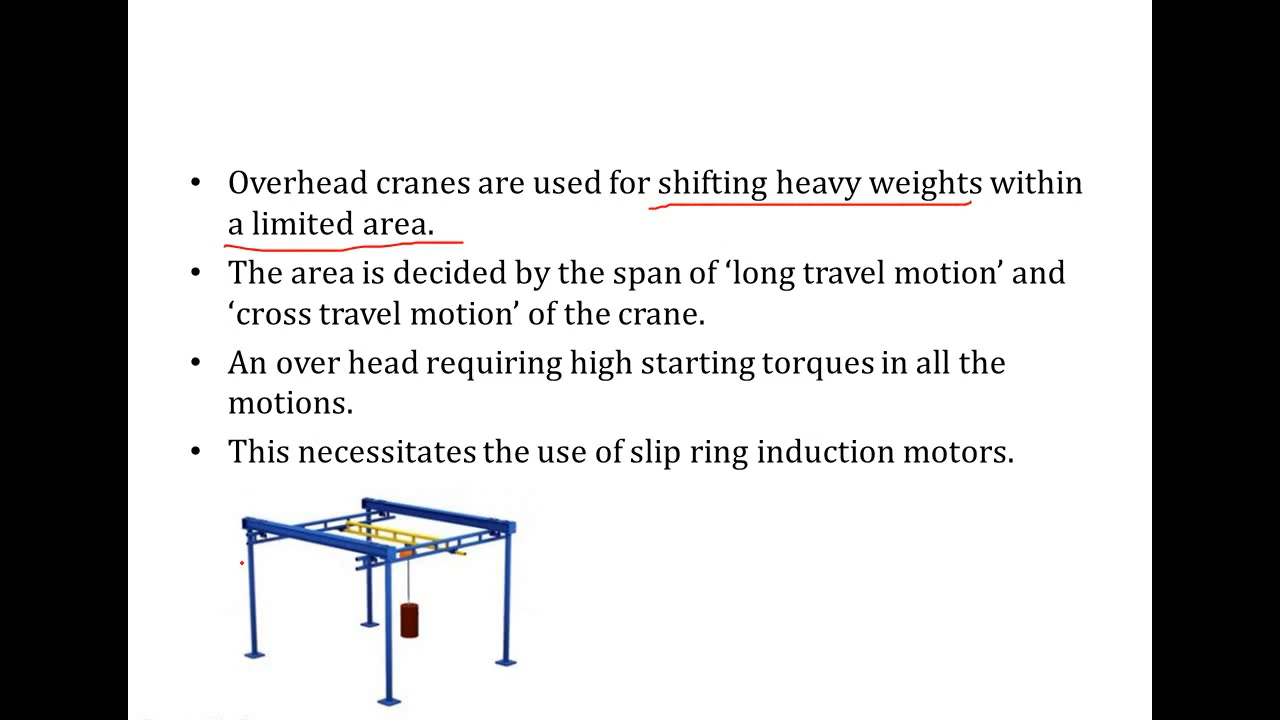 • Overhead cranes are used for shifting heavy weights within
a limited area.
• The area is decided by the span of ‘long travel motion’ and
‘cross travel motion’ of the crane.
• An over head requiring high starting torques in all the
motions.
• This necessitates the use of slip ring induction motors.